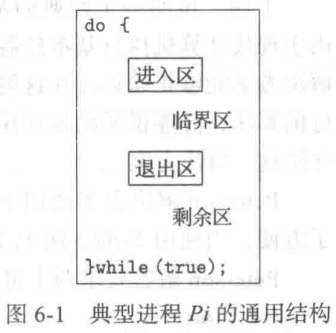 do {
进入区
临界区
退出区
剩余区
}while (true);
图 6-1 典型进程 Pi 的通用结构